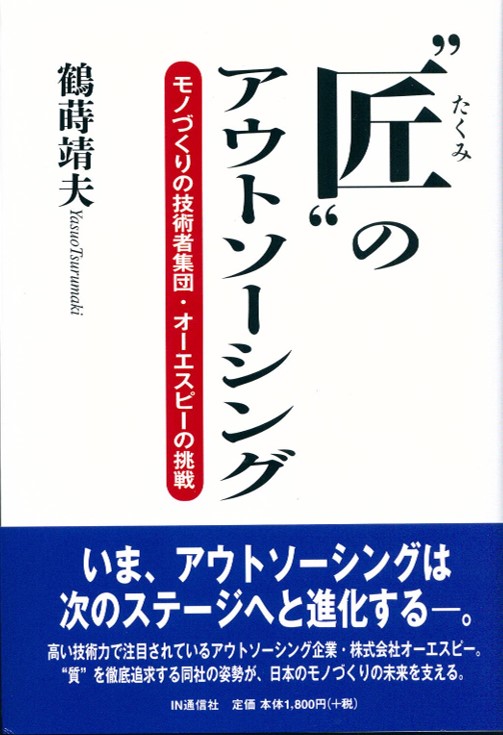 ”匠“の
たくみ
アウトソーシング
モノづくりの技術者集団・オーエスピーの挑戦
鶴蒔靖夫
YasuoTsurumaki
いま、アウトソーシングは
次のステージへと進化する―。
高い技術力で注目されているアウトソーシング企業・株式会社オーエスピー。
“質”を徹底追求する同社の姿勢が、日本のモノづくりの未来を支える。
IN通信社 定価 本体1,800円(+税)